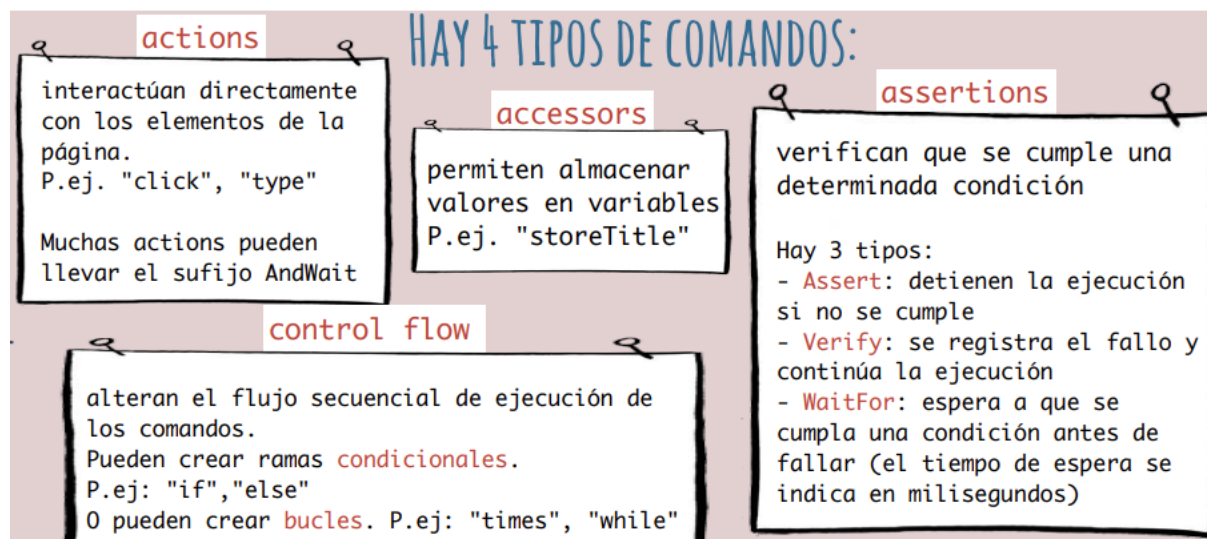 HAY 4 TIPOS DE COMANDOS:
actions
interactúan directamente
con los elementos de la
página.
P.ej. "click", "type"
Muchas actions pueden
llevar el sufijo AndWait
accessors
permiten almacenar
valores en variables
P.ej. "storeTitle"
assertions
verifican que se cumple una
determinada condición
Hay 3 tipos:
- Assert: detienen la ejecución
si no se cumple
- Verify: se registra el fallo y
continúa la ejecución
- WaitFor: espera a que se
cumpla una condición antes de
fallar (el tiempo de espera se
indica en milisegundos)
control flow
alteran el flujo secuencial de ejecución de
los comandos.
Pueden crear ramas condicionales.
P.ej: "if","else"
O pueden crear bucles. P.ej: "times", "while"